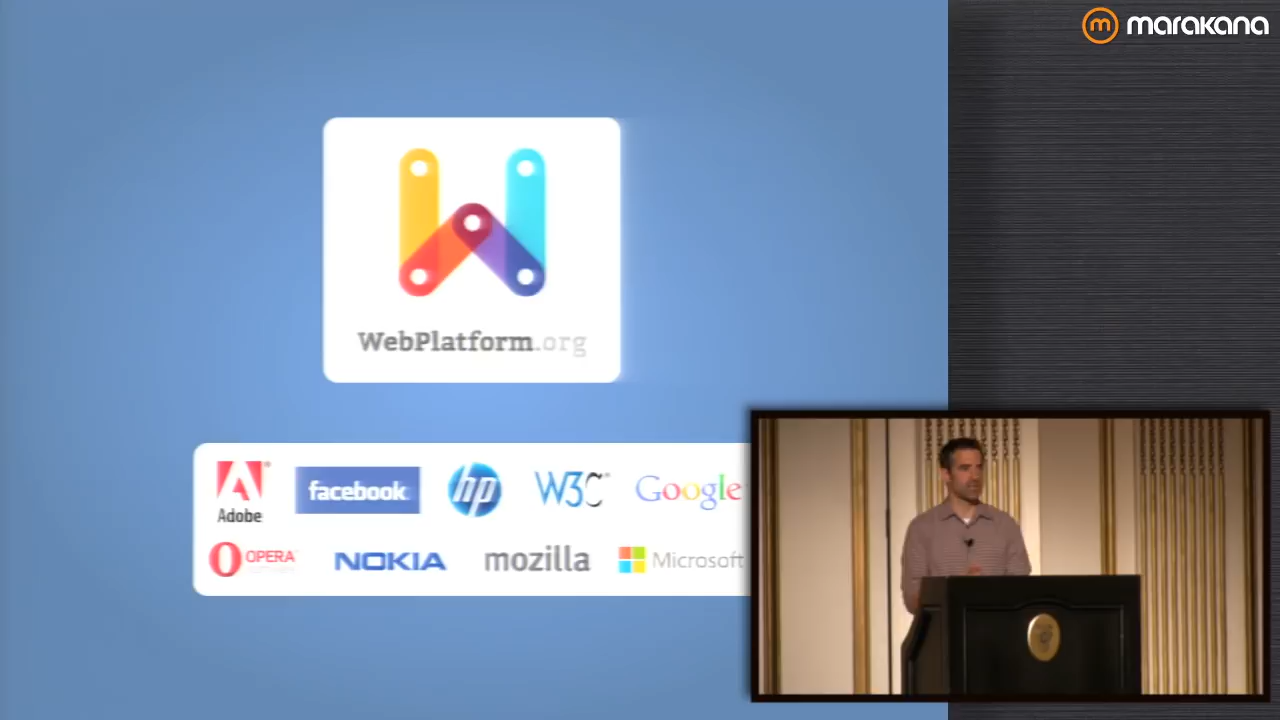 marakana
WebPlatform.org
Adobe
facebook
hp
W3C
Google
OPERA
NOKIA
mozilla
Microsoft